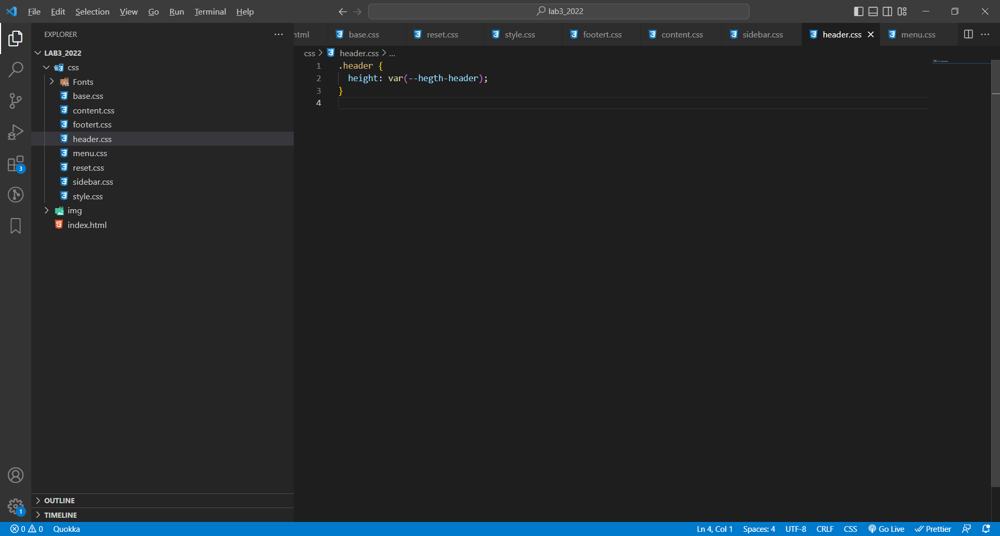 File Edit Selection View Go Run Terminal Help
lab3_2022
EXPLORER
LAB3_2022
css
Fonts
base.css
content.css
footert.css
header.css
menu.css
reset.css
sidebar.css
style.css
img
index.html
OUTLINE
TIMELINE
3
1
html base.css reset.css style.css footert.css content.css sidebar.css header.css menu.css
css > header.css > ...
1 .header {
2 height: var(--hegth-header);
3 }
4
0 0 Quokka Ln 4, Col 1 Spaces: 4 UTF-8 CRLF CSS Go Live Prettier